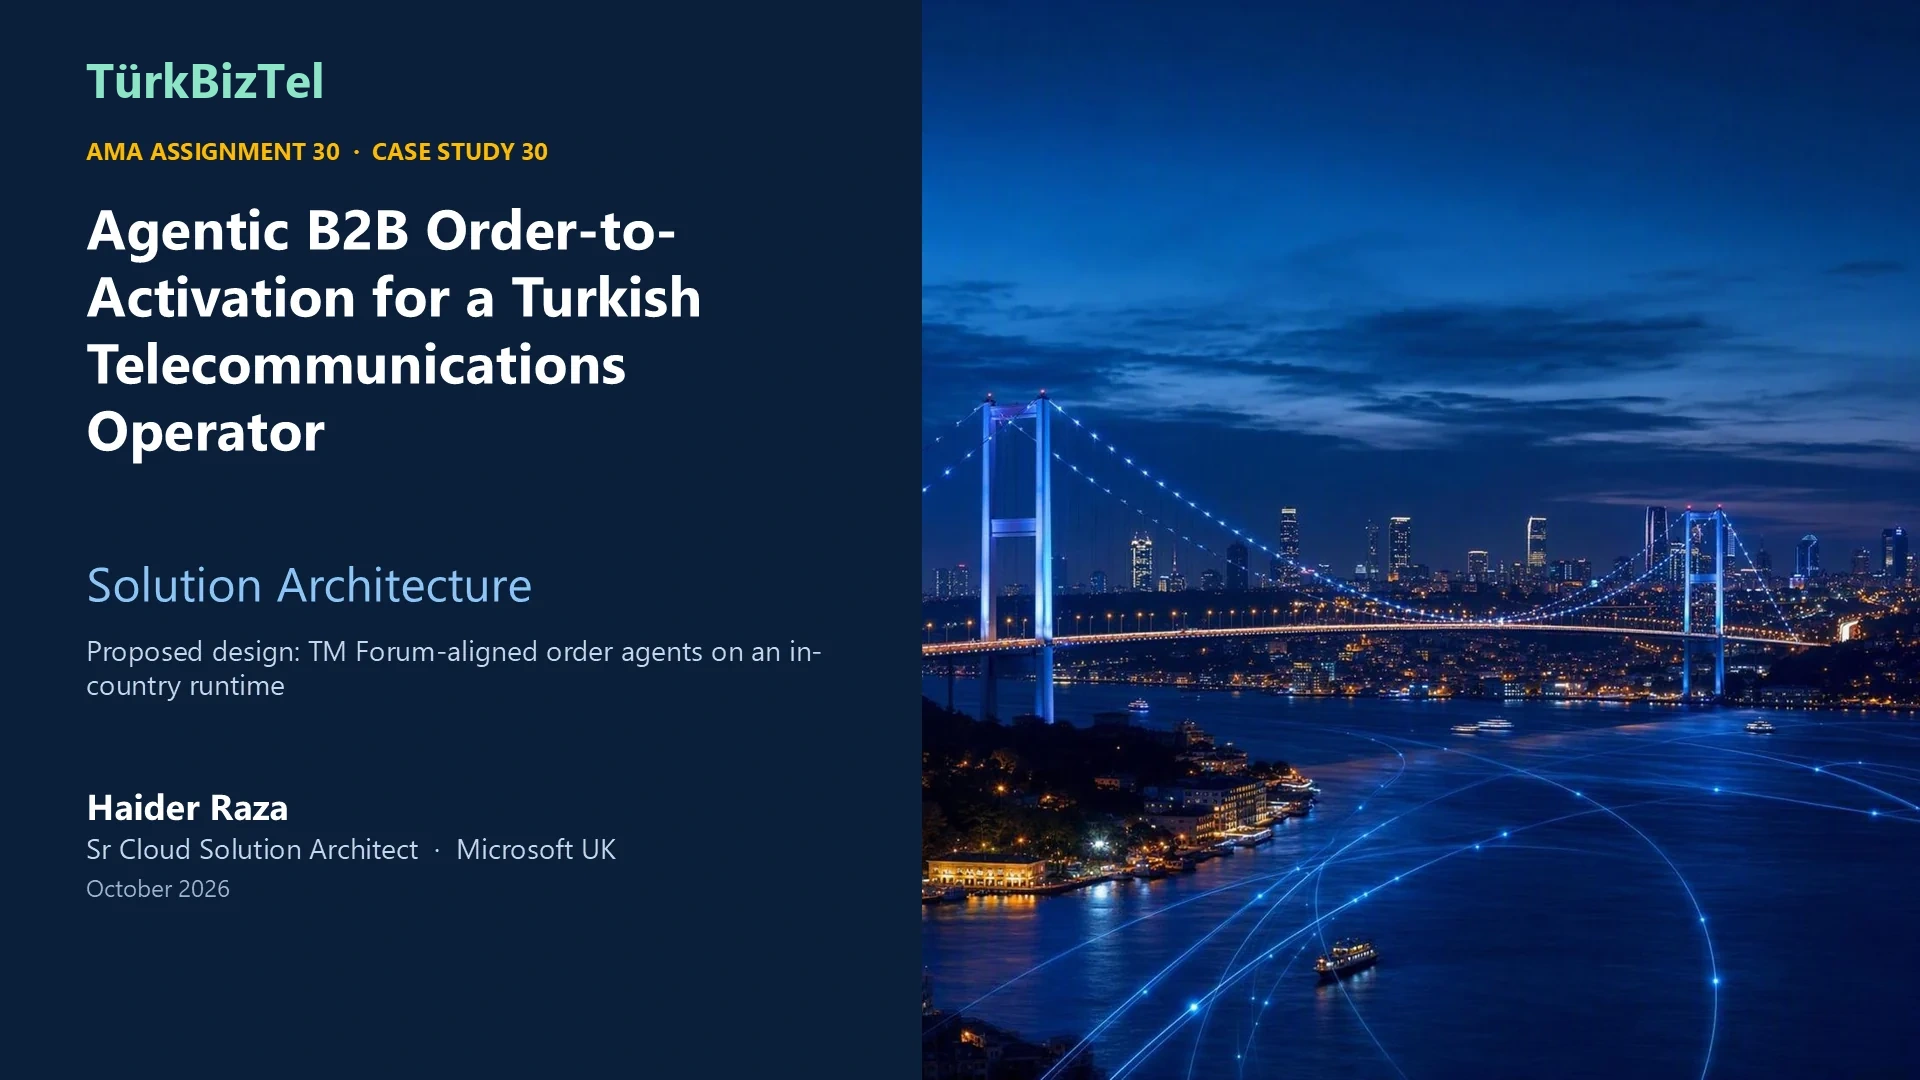 TürkBizTel
AMA ASSIGNMENT 30 · CASE STUDY 30
Agentic B2B Order-to-
Activation for a Turkish
Telecommunications
Operator
Solution Architecture
Proposed design: TM Forum-aligned order agents on an in-
country runtime
Haider Raza
Sr Cloud Solution Architect · Microsoft UK
October 2026